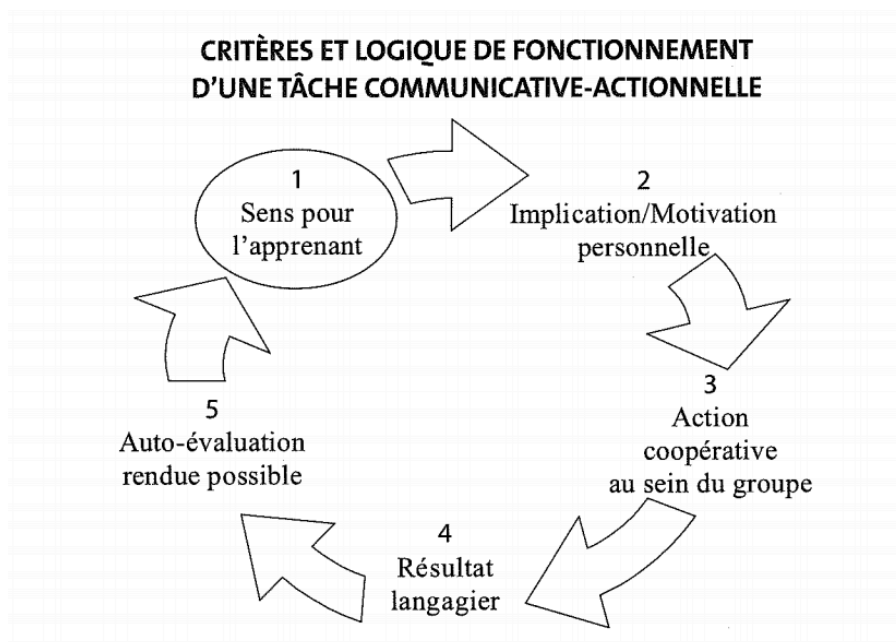 CRITÈRES ET LOGIQUE DE FONCTIONNEMENT
D'UNE TÂCHE COMMUNICATIVE-ACTIONNELLE
1
Sens pour
l'apprenant
2
Implication/Motivation
personnelle
3
Action
coopérative
au sein du groupe
4
Résultat
langagier
5
Auto-évaluation
rendue possible